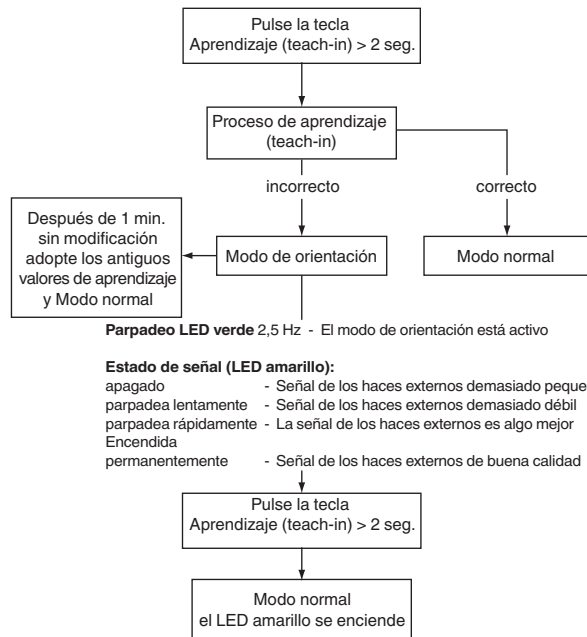 Pulse la tecla
Aprendizaje (teach-in) > 2 seg.
Proceso de aprendizaje
(teach-in)
incorrecto
correcto
Después de 1 min.
sin modificación
adopte los antiguos
valores de aprendizaje
y Modo normal
Modo de orientación
Modo normal
Parpadeo LED verde 2,5 Hz - El modo de orientación está activo
Estado de señal (LED amarillo):
apagado - Señal de los haces externos demasiado peque
parpadea lentamente - Señal de los haces externos demasiado débil
parpadea rápidamente - La señal de los haces externos es algo mejor
Encendida
permanentemente - Señal de los haces externos de buena calidad
Pulse la tecla
Aprendizaje (teach-in) > 2 seg.
Modo normal
el LED amarillo se enciende